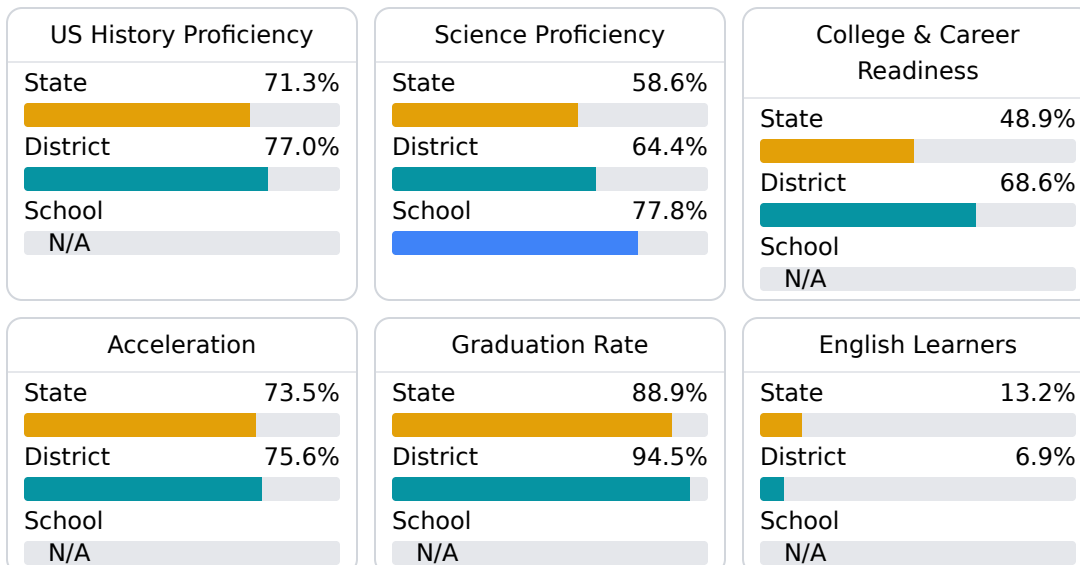 US History Proficiency
State 71.3%
District 77.0%
School
N/A
Science Proficiency
State 58.6%
District 64.4%
School 77.8%
College & Career
Readiness
State 48.9%
District 68.6%
School
N/A
Acceleration
State 73.5%
District 75.6%
School
N/A
Graduation Rate
State 88.9%
District 94.5%
School
N/A
English Learners
State 13.2%
District 6.9%
School
N/A